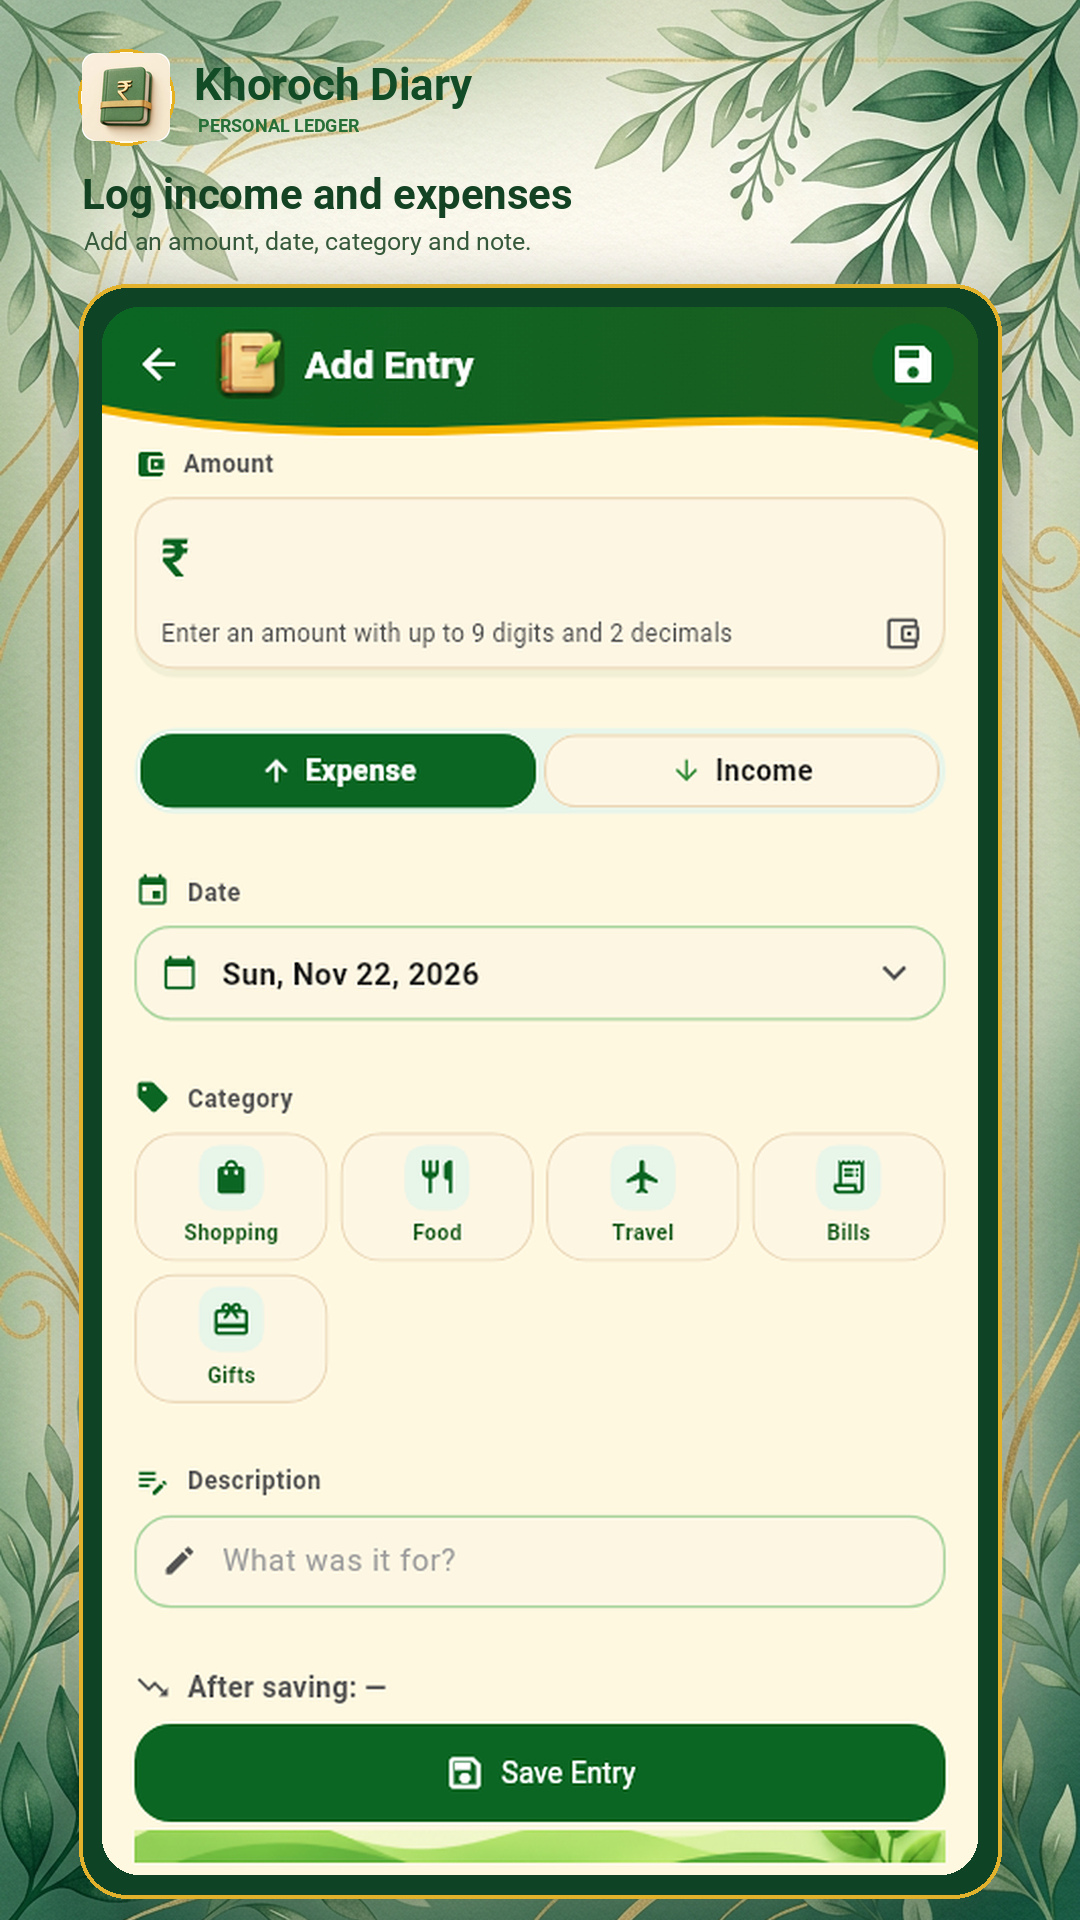 Khoroch Diary
PERSONAL LEDGER
Log income and expenses
Add an amount, date, category and note.
Add Entry
Amount
₹
Enter an amount with up to 9 digits and 2 decimals
Expense
Income
Date
Sun, Nov 22, 2026
Category
Shopping
Food
Travel
Bills
Gifts
Description
What was it for?
After saving: –
Save Entry